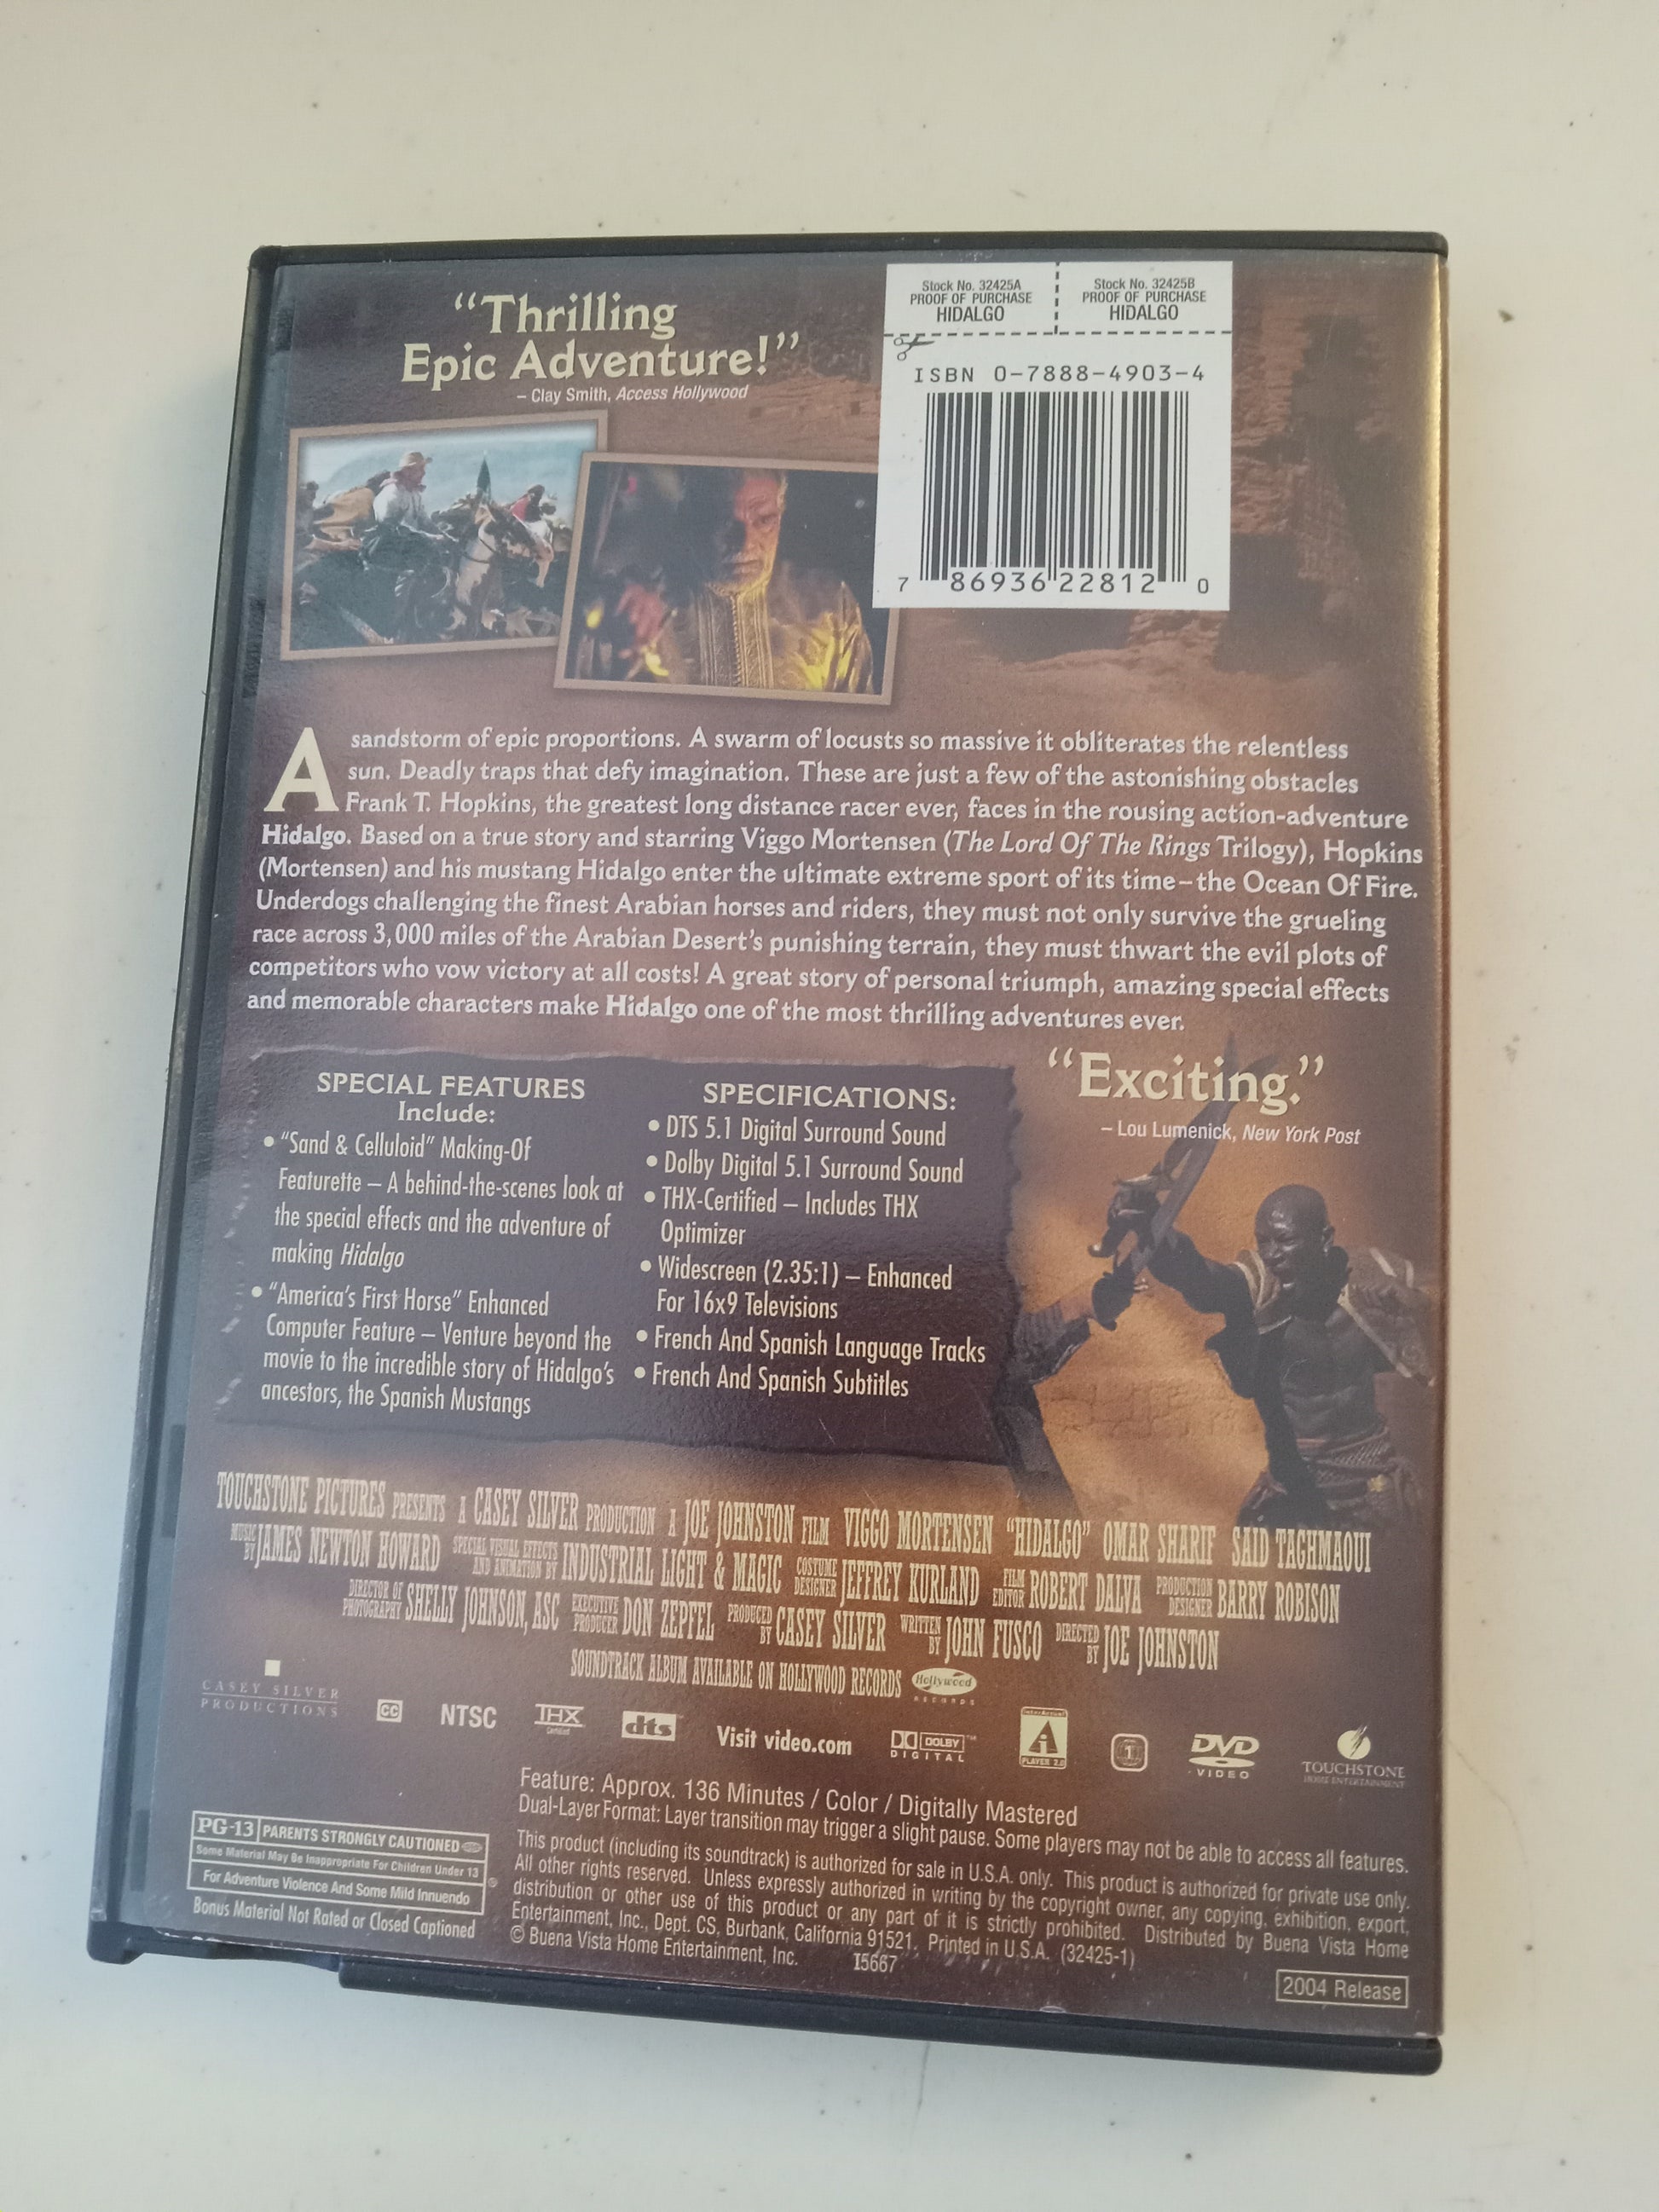 “Thrilling
Epic Adventure!”
– Clay Smith, Access Hollywood
Stock No. 32425A
PROOF OF PURCHASE
HIDALGO
Stock No. 32425B
PROOF OF PURCHASE
HIDALGO
ISBN 0-7888-4903-4
7 86936 22812 0
A sandstorm of epic proportions. A swarm of locusts so massive it obliterates the relentless
sun. Deadly traps that defy imagination. These are just a few of the astonishing obstacles
Frank T. Hopkins, the greatest long distance racer ever, faces in the rousing action-adventure
Hidalgo. Based on a true story and starring Viggo Mortensen (The Lord Of The Rings Trilogy), Hopkins
(Mortensen) and his mustang Hidalgo enter the ultimate extreme sport of its time – the Ocean Of Fire.
Underdogs challenging the finest Arabian horses and riders, they must not only survive the grueling
race across 3,000 miles of the Arabian Desert's punishing terrain, they must thwart the evil plots of
competitors who vow victory at all costs! A great story of personal triumph, amazing special effects
and memorable characters make Hidalgo one of the most thrilling adventures ever.
“Exciting.”
– Lou Lumenick, New York Post
SPECIAL FEATURES
Include:
• “Sand & Celluloid” Making-Of
Featurette – A behind-the-scenes look at
the special effects and the adventure of
making Hidalgo
• “America's First Horse” Enhanced
Computer Feature – Venture beyond the
movie to the incredible story of Hidalgo's
ancestors, the Spanish Mustangs
SPECIFICATIONS:
• DTS 5.1 Digital Surround Sound
• Dolby Digital 5.1 Surround Sound
• THX-Certified – Includes THX
Optimizer
• Widescreen (2.35:1) – Enhanced
For 16x9 Televisions
• French And Spanish Language Tracks
• French And Spanish Subtitles
TOUCHSTONE PICTURES PRESENTS A CASEY SILVER PRODUCTION A JOE JOHNSTON FILM VIGGO MORTENSEN “HIDALGO” OMAR SHARIF SAID TAGHMAOUI
MUSIC BY JAMES NEWTON HOWARD SPECIAL VISUAL EFFECTS AND ANIMATION BY INDUSTRIAL LIGHT & MAGIC COSTUME DESIGNER JEFFREY KURLAND FILM EDITOR ROBERT DALVA PRODUCTION DESIGNER BARRY ROBISON
DIRECTOR OF PHOTOGRAPHY SHELLY JOHNSON, ASC EXECUTIVE PRODUCER DON ZEPFEL PRODUCED BY CASEY SILVER WRITTEN BY JOHN FUSCO DIRECTED BY JOE JOHNSTON
SOUNDTRACK ALBUM AVAILABLE ON HOLLYWOOD RECORDS Hollywood RECORDS
CASEY SILVER
PRODUCTIONS
CC
NTSC
THX
Certified
dts
Visit video.com
DOLBY
DIGITAL
InterActual
PLAYER 2.0
1
DVD
VIDEO
TOUCHSTONE
HOME ENTERTAINMENT
Feature: Approx. 136 Minutes / Color / Digitally Mastered
Dual-Layer Format: Layer transition may trigger a slight pause. Some players may not be able to access all features.
PG-13 PARENTS STRONGLY CAUTIONED
Some Material May Be Inappropriate For Children Under 13
For Adventure Violence And Some Mild Innuendo
Bonus Material Not Rated or Closed Captioned
This product (including its soundtrack) is authorized for sale in U.S.A. only. This product is authorized for private use only.
All other rights reserved. Unless expressly authorized in writing by the copyright owner, any copying, exhibition, export,
distribution or other use of this product or any part of it is strictly prohibited. Distributed by Buena Vista Home
Entertainment, Inc., Dept. CS, Burbank, California 91521. Printed in U.S.A. (32425-1)
© Buena Vista Home Entertainment, Inc. I5667
2004 Release